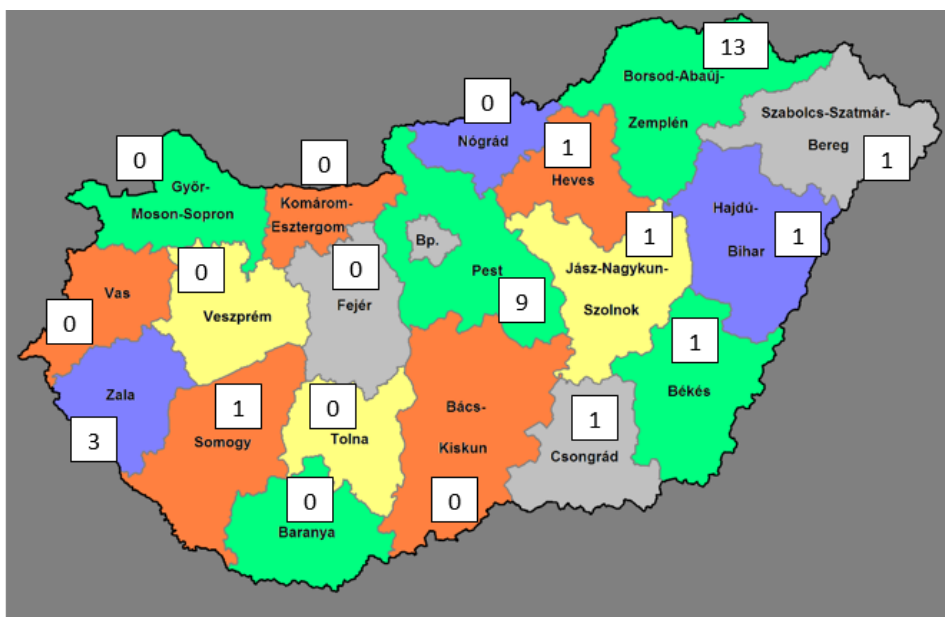 13
Borsod-Abaúj-
Zemplén
0
Nógrád
Szabolcs-Szatmár-
Bereg
1
1
Heves
0
Győr-
Moson-Sopron
0
Komárom-
Esztergom
Hajdú-
Bihar
1
1
Jász-Nagykun-
Szolnok
Bp.
Pest
9
0
Fejér
0
Veszprém
Vas
0
1
Békés
Zala
3
1
Somogy
0
Tolna
Bács-
Kiskun
0
1
Csongrád
0
Baranya